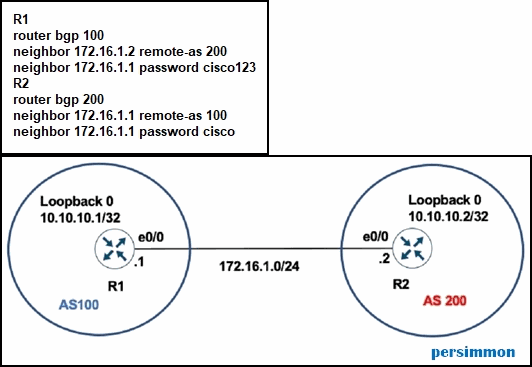 R1
router bgp 100
neighbor 172.16.1.2 remote-as 200
neighbor 172.16.1.1 password cisco123
R2
router bgp 200
neighbor 172.16.1.1 remote-as 100
neighbor 172.16.1.1 password cisco
Loopback 0
10.10.10.1/32
e0/0
.1
R1
AS100
172.16.1.0/24
Loopback 0
10.10.10.2/32
e0/0
.2
R2
AS 200
persimmon